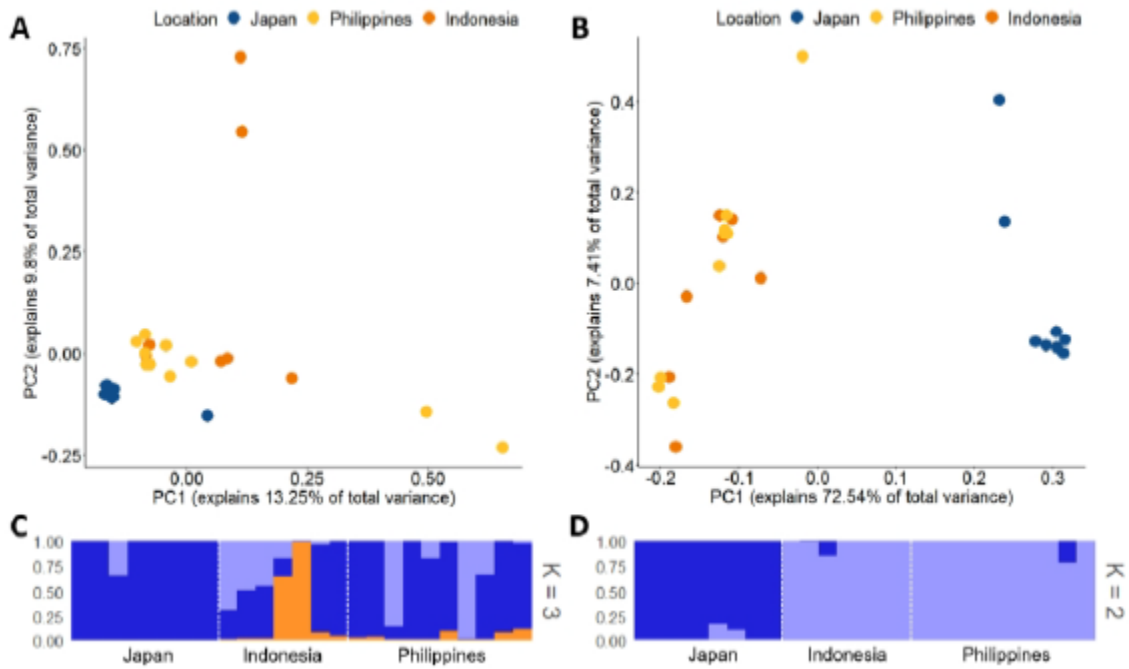 A
Location Japan Philippines Indonesia
PC2 (explains 9.8% of total variance)
0.75
0.50
0.25
0.00
-0.25
0.00 0.25 0.50
PC1 (explains 13.25% of total variance)
B
Location Japan Philippines Indonesia
PC2 (explains 7.41% of total variance)
0.4
0.2
0.0
-0.2
-0.4
-0.2 -0.1 0.0 0.1 0.2 0.3
PC1 (explains 72.54% of total variance)
C
1.00
0.75
0.50
0.25
0.00
Japan Indonesia Philippines
K = 3
D
1.00
0.75
0.50
0.25
0.00
Japan Indonesia Philippines
K = 2